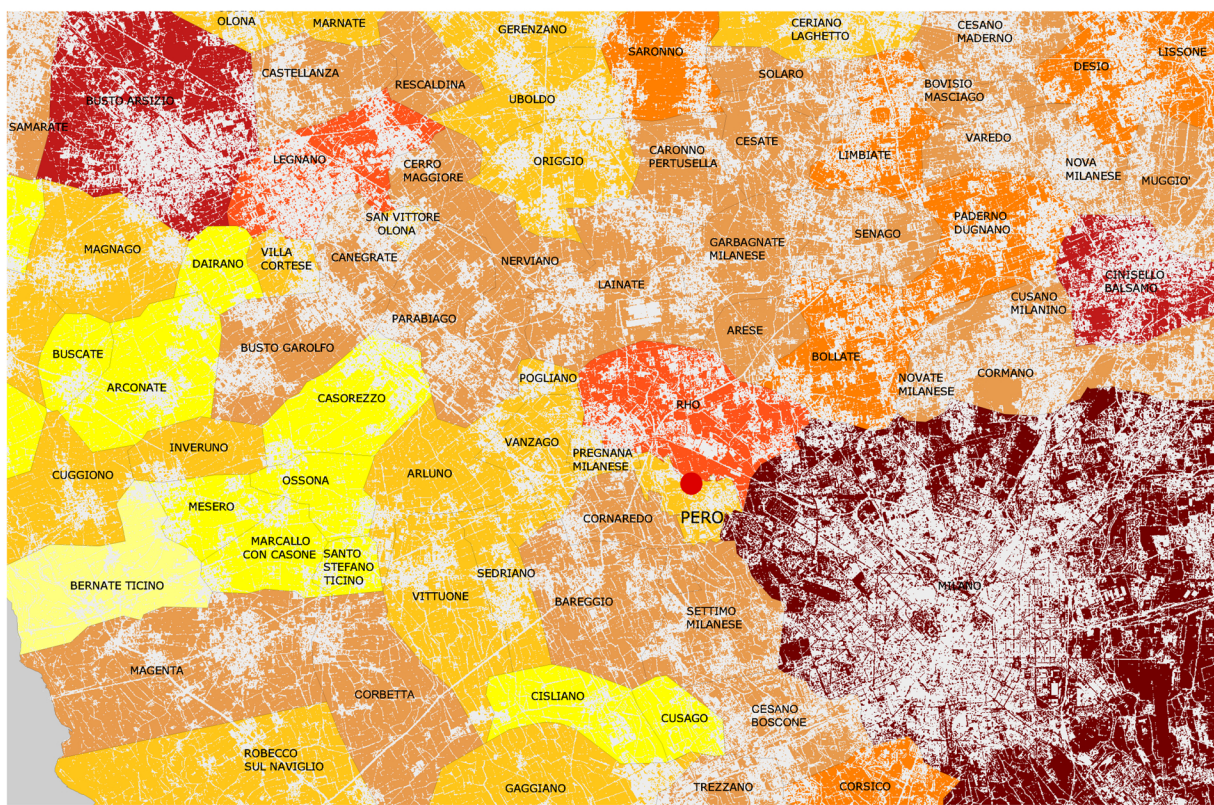 OLONA
MARNATE
GERENZANO
CERIANO
LAGHETTO
CESANO
MADERNO
SARONNO
LISSONE
DESIO
CASTELLANZA
RESCALDINA
SOLARO
BOVISIO
MASCIAGO
BUSTO ARSIZIO
UBOLDO
SAMARATE
LEGNANO
CERRO
MAGGIORE
ORIGGIO
CARONNO
PERTUSELLA
CESATE
LIMBIATE
VAREDO
NOVA
MILANESE
MUGGIO'
SAN VITTORE
OLONA
PADERNO
DUGNANO
MAGNAGO
DAIRANO
VILLA
CORTESE
CANEGRATE
NERVIANO
GARBAGNATE
MILANESE
SENAGO
LAINATE
CINISELLO
BALSAMO
CUSANO
MILANINO
PARABIAGO
ARESE
BUSCATE
BUSTO GAROLFO
BOLLATE
ARCONATE
POGLIANO
NOVATE
MILANESE
CORMANO
CASOREZZO
RHO
INVERUNO
VANZAGO
PREGNANA
MILANESE
CUGGIONO
OSSONA
ARLUNO
MESERO
CORNAREDO
PERO
MARCALLO
CON CASONE
SANTO
STEFANO
TICINO
SEDRIANO
BERNATE TICINO
VITTUONE
BAREGGIO
SETTIMO
MILANESE
MILANO
MAGENTA
CORBETTA
CISLIANO
CUSAGO
CESANO
BOSCONE
ROBECCO
SUL NAVIGLIO
GAGGIANO
TREZZANO
CORSICO